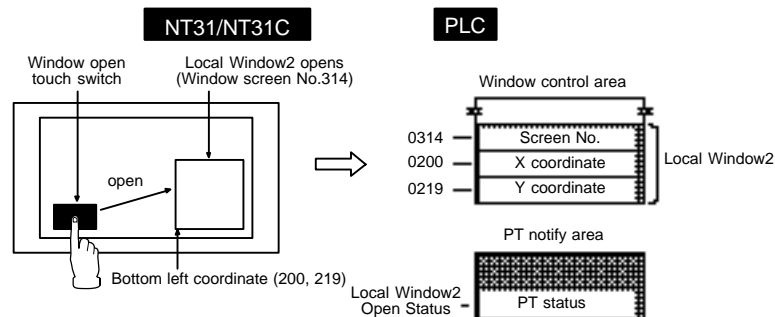 NT31/NT31C
PLC
Window open
touch switch
Local Window2 opens
(Window screen No.314)
open
Bottom left coordinate (200, 219)
Window control area
0314
Screen No.
0200
X coordinate
0219
Y coordinate
Local Window2
PT notify area
Local Window2
Open Status
PT status